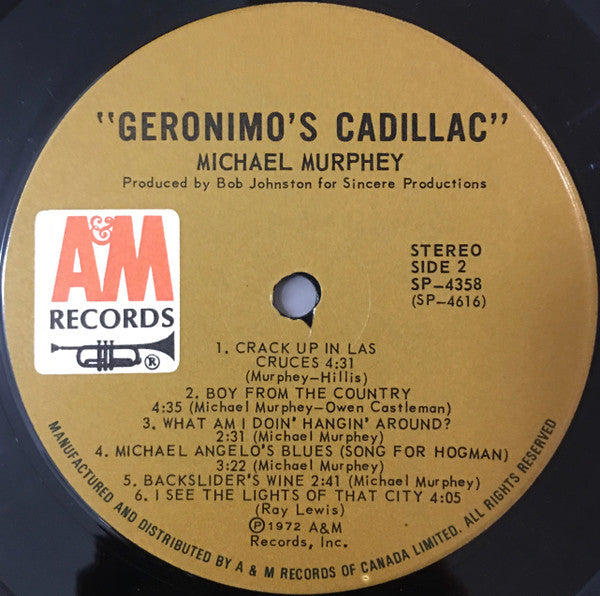 "GERONIMO'S CADILLAC"
MICHAEL MURPHEY
Produced by Bob Johnston for Sincere Productions
A&M
RECORDS
®
STEREO
SIDE 2
SP-4358
(SP-4616)
1. CRACK UP IN LAS
CRUCES 4:31
(Murphey-Hillis)
2. BOY FROM THE COUNTRY
4:35 (Michael Murphey-Owen Castleman)
3. WHAT AM I DOIN' HANGIN' AROUND?
2:31 (Michael Murphey)
4. MICHAEL ANGELO'S BLUES (SONG FOR HOGMAN)
3:22 (Michael Murphey)
5. BACKSLIDER'S WINE 2:41 (Michael Murphey)
6. I SEE THE LIGHTS OF THAT CITY 4:05
(Ray Lewis)
℗1972 A&M
Records, Inc.
MANUFACTURED AND DISTRIBUTED BY A & M RECORDS OF CANADA LIMITED. ALL RIGHTS RESERVED